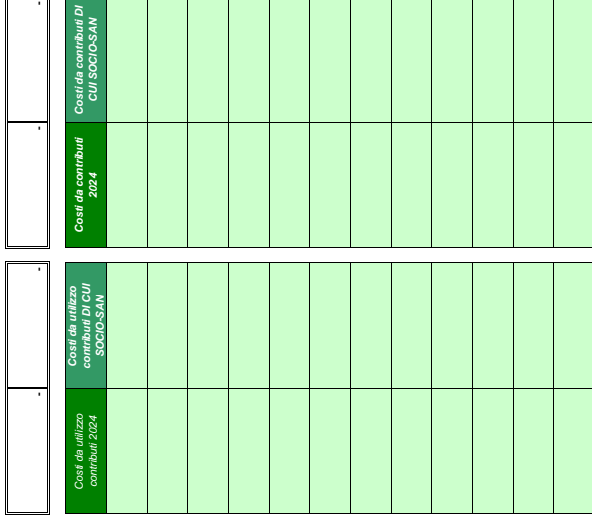 -
Costi da contributi DI
CUI SOCIO-SAN
-
Costi da contributi
2024
-
Costi da utilizzo
contributi DI CUI
SOCIO-SAN
-
Costi da utilizzo
contributi 2024